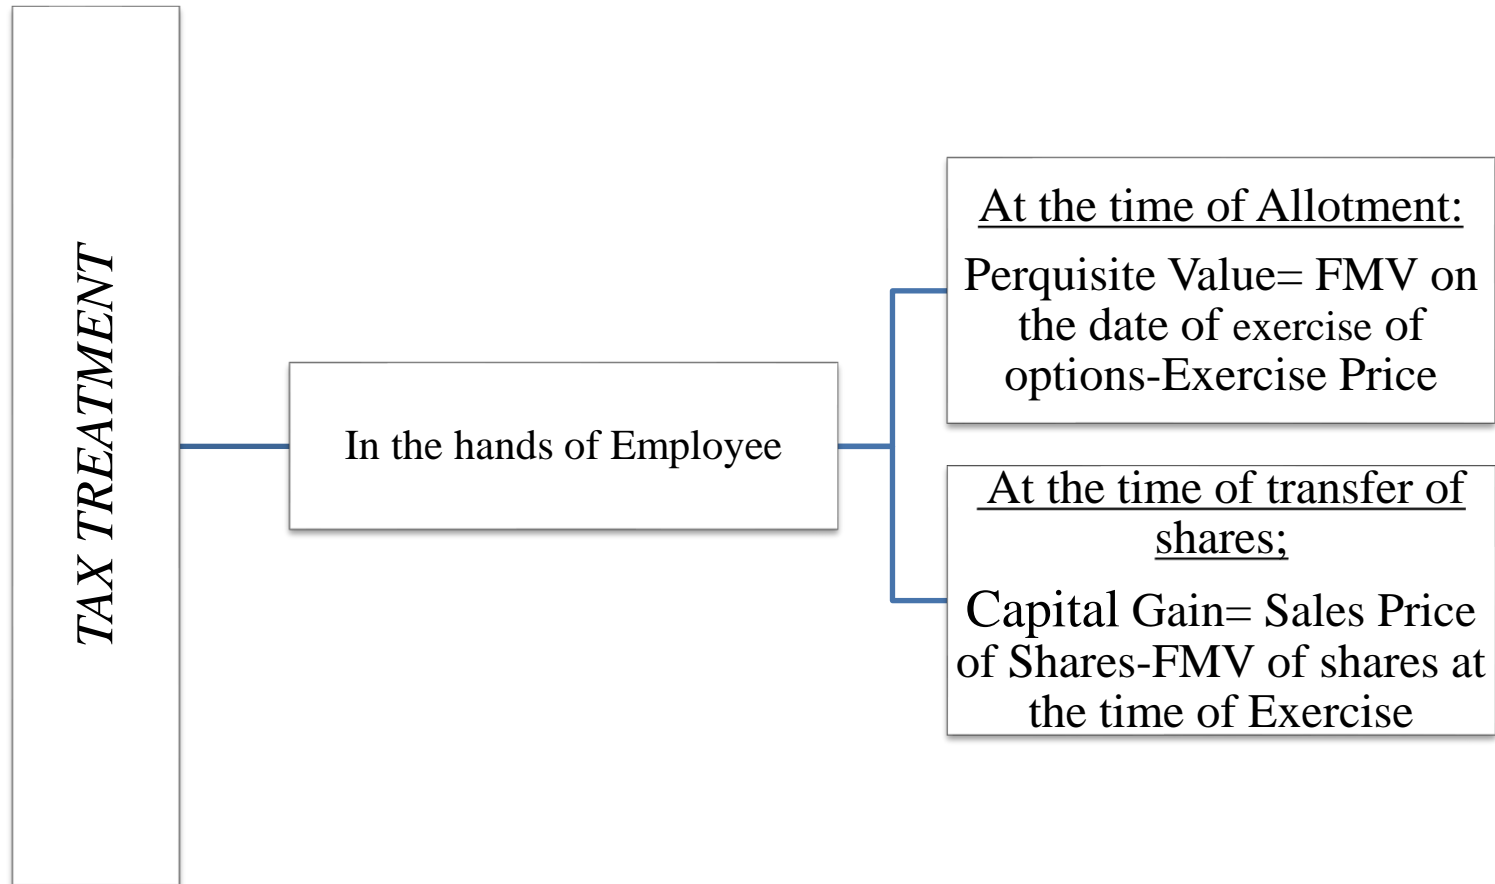 TAX TREATMENT
In the hands of Employee
At the time of Allotment:
Perquisite Value= FMV on
the date of exercise of
options-Exercise Price
At the time of transfer of
shares;
Capital Gain= Sales Price
of Shares-FMV of shares at
the time of Exercise